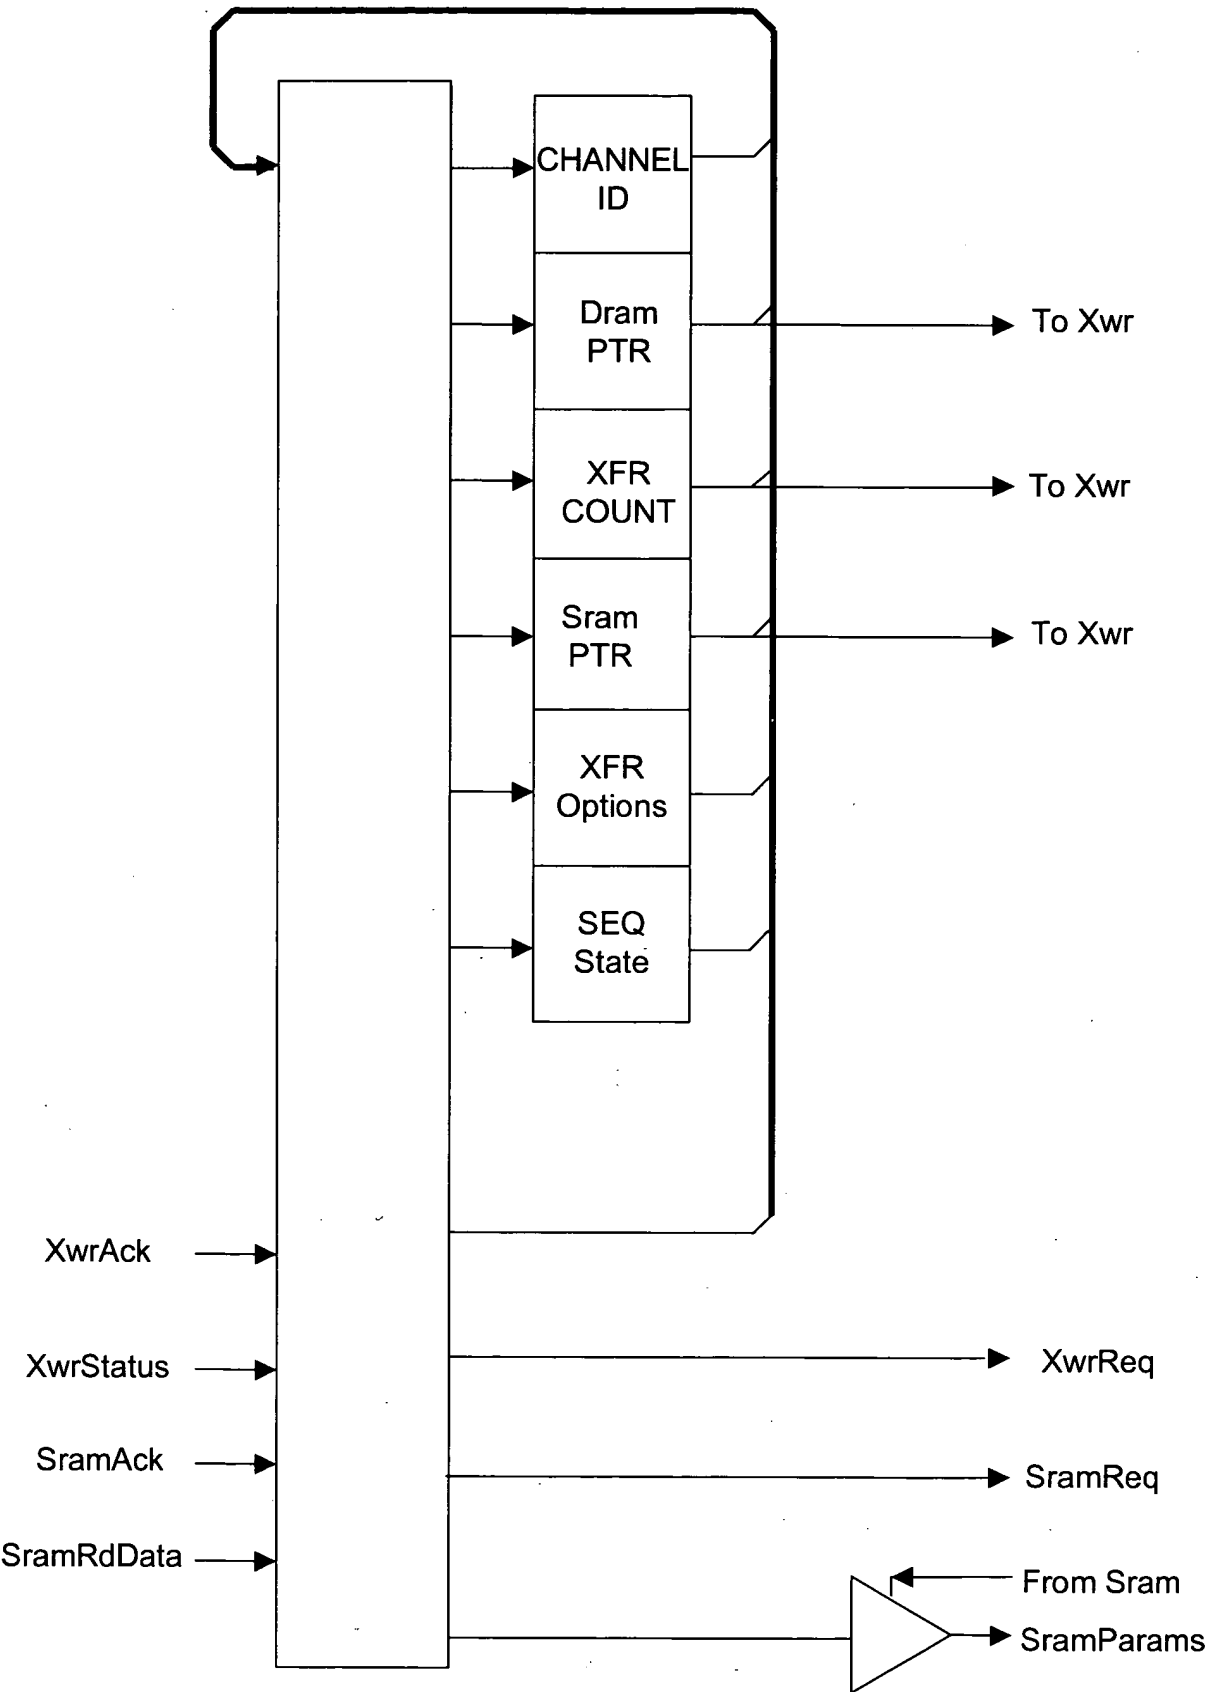 CHANNEL
ID
Dram
PTR
To Xwr
XFR
COUNT
To Xwr
Sram
PTR
To Xwr
XFR
Options
SEQ
State
XwrAck
XwrStatus
XwrReq
SramAck
SramReq
SramRdData
From Sram
SramParams